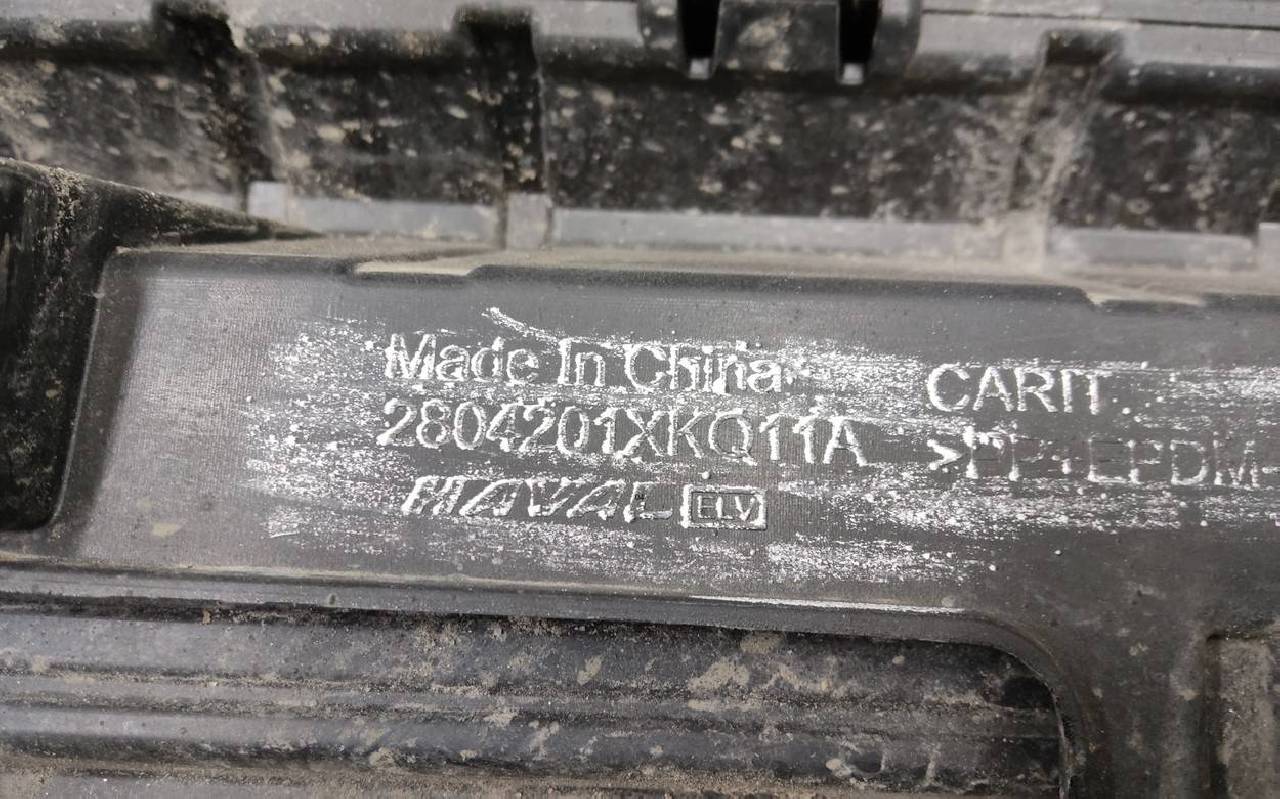 Made In China
2804201XKQ11A
HAVAL ELV
CARIT
>PP+EPDM-